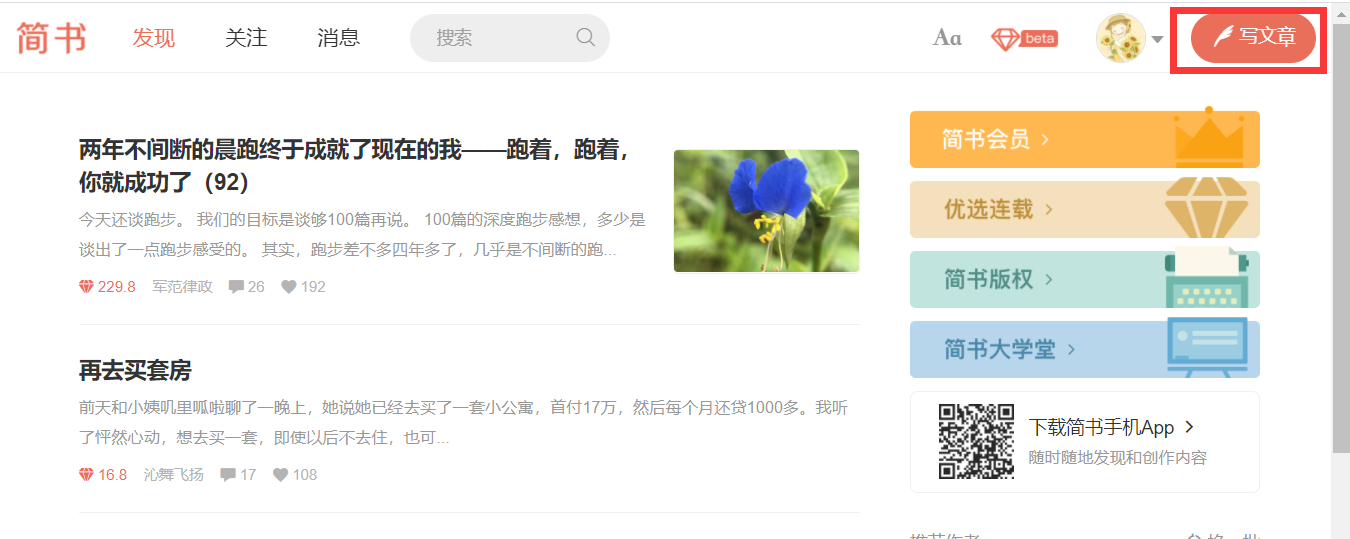 简书 发现 关注 消息 搜索 Aa beta 写文章
两年不间断的晨跑终于成就了现在的我——跑着，跑着，
你就成功了（92）
今天还谈跑步。 我们的目标是谈够100篇再说。 100篇的深度跑步感想，多少是
谈出了一点跑步感受的。 其实，跑步差不多四年多了，几乎是不间断的跑...
229.8 军范律政 26 192
再去买套房
前天和小姨叽里呱啦聊了一晚上，她说她已经去买了一套小公寓，首付17万，然后每个月还贷1000多。我听
了怦然心动，想去买一套，即使以后不去住，也可...
16.8 沁舞飞扬 17 108
简书会员
优选连载
简书版权
简书大学堂
下载简书手机App
随时随地发现和创作内容